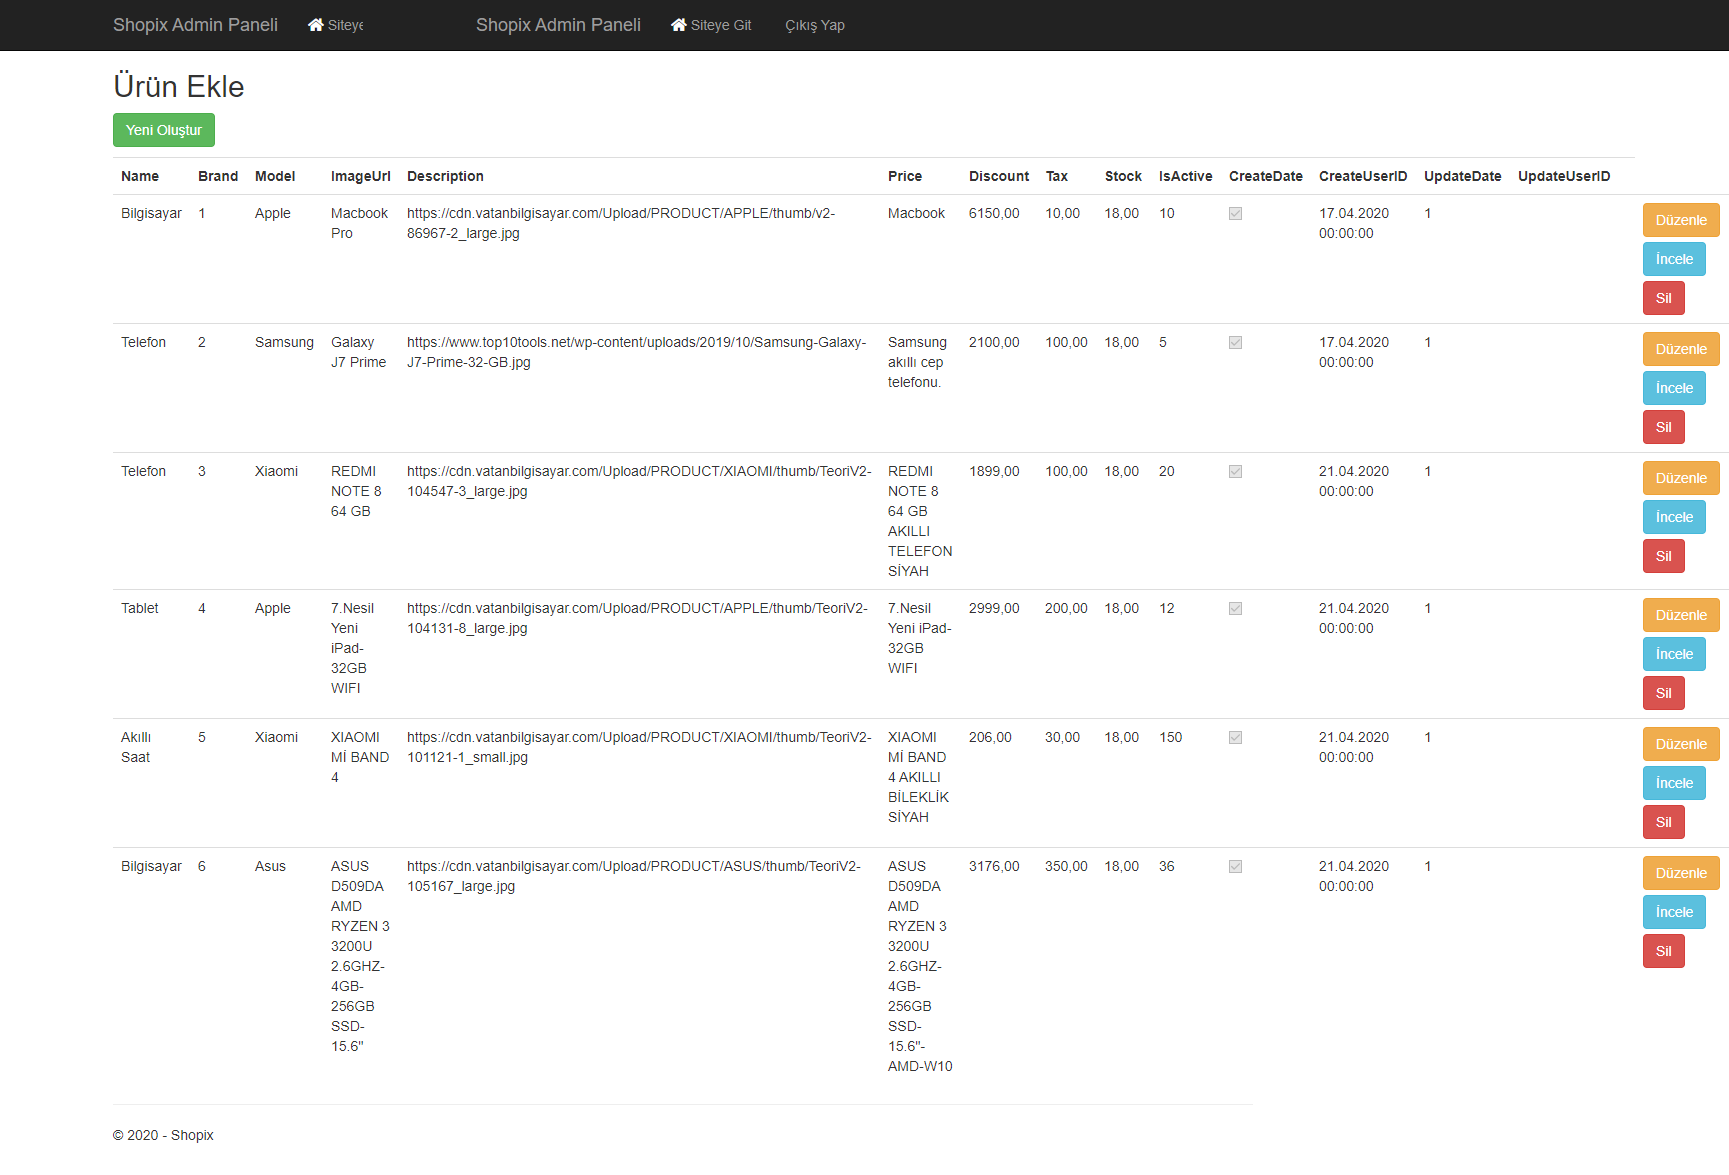 Shopix Admin Paneli Siteye Shopix Admin Paneli Siteye Git Çıkış Yap
Ürün Ekle
Yeni Oluştur
Name Brand Model ImageUrl Description Price Discount Tax Stock IsActive CreateDate CreateUserID UpdateDate UpdateUserID
Bilgisayar 1 Apple Macbook https://cdn.vatanbilgisayar.com/Upload/PRODUCT/APPLE/thumb/v2- Macbook 6150,00 10,00 18,00 10 17.04.2020 1
Pro 86967-2_large.jpg 00:00:00
Düzenle
İncele
Sil
Telefon 2 Samsung Galaxy https://www.top10tools.net/wp-content/uploads/2019/10/Samsung-Galaxy- Samsung 2100,00 100,00 18,00 5 17.04.2020 1
J7 Prime J7-Prime-32-GB.jpg akıllı cep 00:00:00
telefonu.
Düzenle
İncele
Sil
Telefon 3 Xiaomi REDMI https://cdn.vatanbilgisayar.com/Upload/PRODUCT/XIAOMI/thumb/TeoriV2- REDMI 1899,00 100,00 18,00 20 21.04.2020 1
NOTE 8 104547-3_large.jpg NOTE 8 00:00:00
64 GB 64 GB
AKILLI
TELEFON
SİYAH
Düzenle
İncele
Sil
Tablet 4 Apple 7.Nesil https://cdn.vatanbilgisayar.com/Upload/PRODUCT/APPLE/thumb/TeoriV2- 7.Nesil 2999,00 200,00 18,00 12 21.04.2020 1
Yeni 104131-8_large.jpg Yeni iPad- 00:00:00
iPad- 32GB
32GB WIFI
WIFI
Düzenle
İncele
Sil
Akıllı 5 Xiaomi XIAOMI https://cdn.vatanbilgisayar.com/Upload/PRODUCT/XIAOMI/thumb/TeoriV2- XIAOMI 206,00 30,00 18,00 150 21.04.2020 1
Saat Mİ BAND 101121-1_small.jpg Mİ BAND 00:00:00
4 4 AKILLI
BİLEKLİK
SİYAH
Düzenle
İncele
Sil
Bilgisayar 6 Asus ASUS https://cdn.vatanbilgisayar.com/Upload/PRODUCT/ASUS/thumb/TeoriV2- ASUS 3176,00 350,00 18,00 36 21.04.2020 1
D509DA 105167_large.jpg D509DA 00:00:00
AMD AMD
RYZEN 3 RYZEN 3
3200U 3200U
2.6GHZ- 2.6GHZ-
4GB- 4GB-
256GB 256GB
SSD- SSD-
15.6" 15.6"-
AMD-W10
Düzenle
İncele
Sil
© 2020 - Shopix